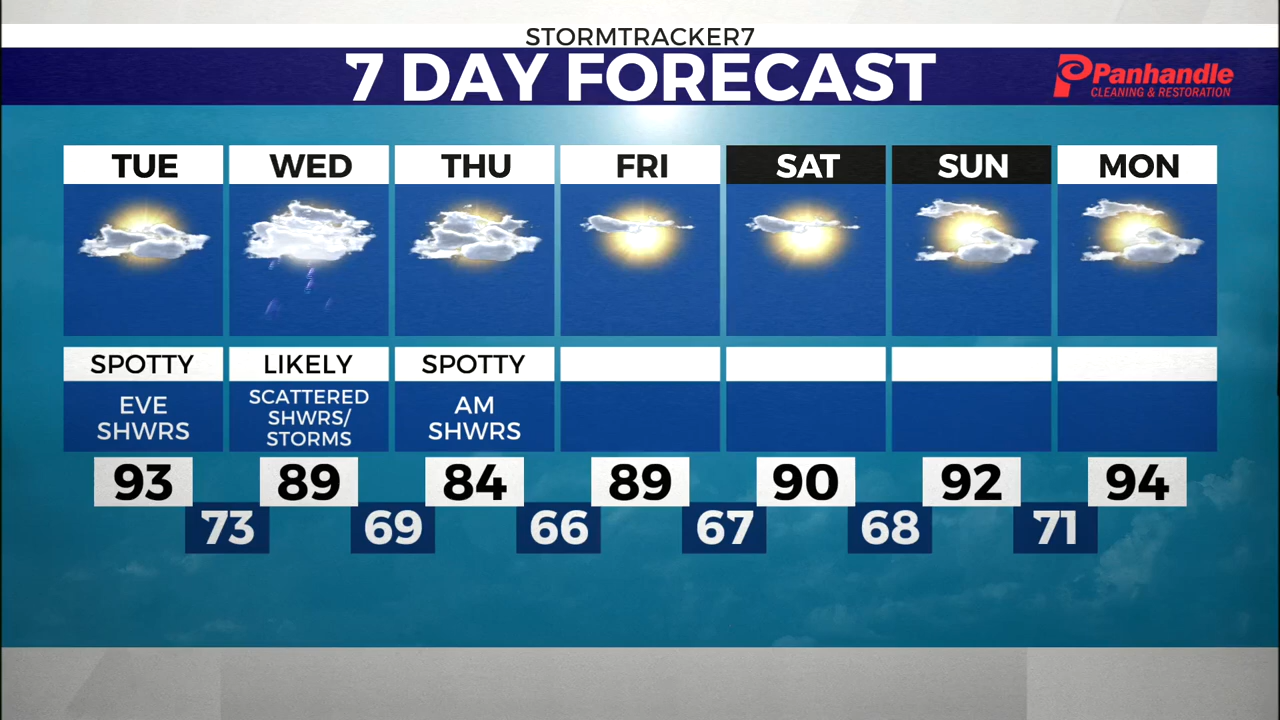 STORMTRACKER7
7 DAY FORECAST
Panhandle
CLEANING & RESTORATION
TUE WED THU FRI SAT SUN MON
SPOTTY LIKELY SPOTTY
EVE
SHWRS
SCATTERED
SHWRS/
STORMS
AM
SHWRS
93 89 84 89 90 92 94
73 69 66 67 68 71